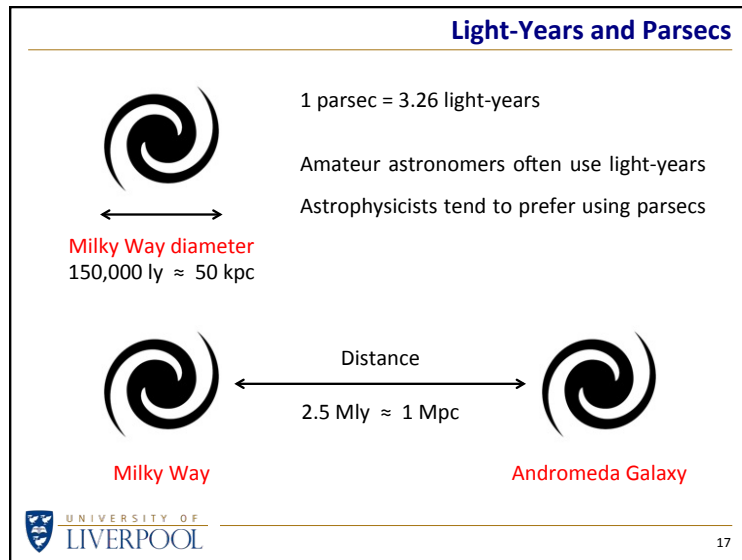 Light-Years and Parsecs
1 parsec = 3.26 light-years
Amateur astronomers often use light-years
Astrophysicists tend to prefer using parsecs
Milky Way diameter
150,000 ly ≈ 50 kpc
Distance
2.5 Mly ≈ 1 Mpc
Milky Way
Andromeda Galaxy
UNIVERSITY OF
LIVERPOOL
17